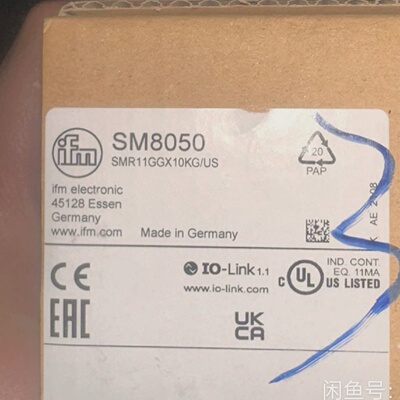 ifm
SM8050
SMR11GGX10KG/US
ifm electronic
45128 Essen
Germany
www.ifm.com
Made in Germany
20
PAP
AE
CE
IO-Link 1.1
www.io-link.com
c UL US LISTED
IND. CONT.
EQ. 11MA
EAC
UK
CA
闲鱼号: